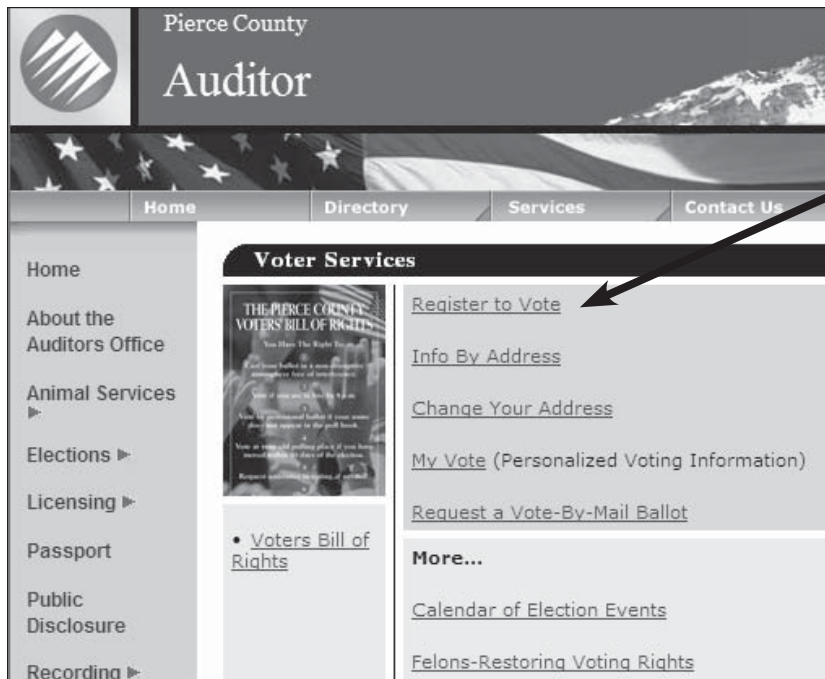 Pierce County
Auditor
Home
Directory
Services
Contact Us
Home
About the
Auditors Office
Animal Services
Elections
Licensing
Passport
Public
Disclosure
Recording
Voter Services
THE PIERCE COUNTY
VOTERS' BILL OF RIGHTS
You Have The Right To:
• Voters Bill of
Rights
Register to Vote
Info By Address
Change Your Address
My Vote (Personalized Voting Information)
Request a Vote-By-Mail Ballot
More...
Calendar of Election Events
Felons-Restoring Voting Rights